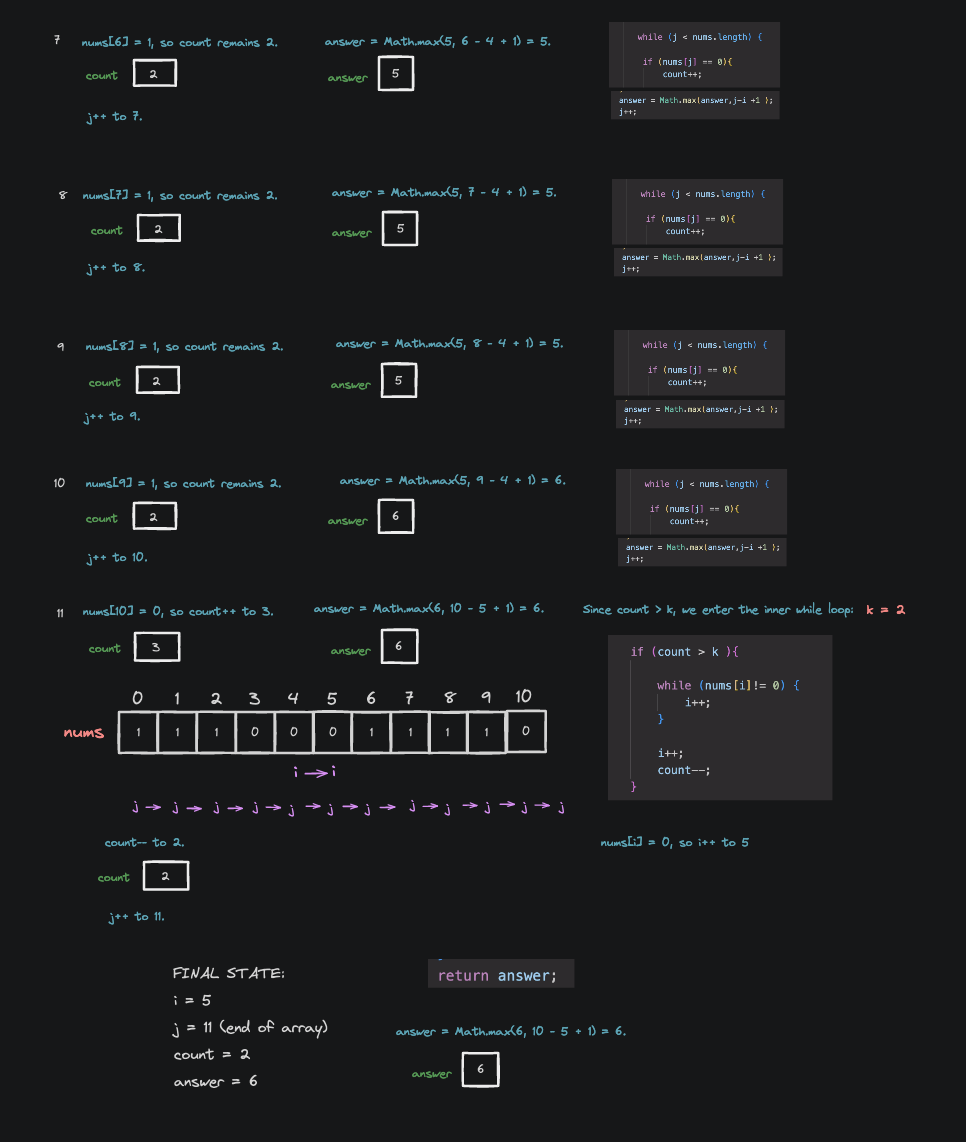 7 nums[6] = 1, so count remains 2. answer = Math.max(5, 6 - 4 + 1) = 5.
count 2 answer 5
j++ to 7.
while (j < nums.length) {
if (nums[j] == 0){
count++;
answer = Math.max(answer,j-i +1 );
j++;
8 nums[7] = 1, so count remains 2. answer = Math.max(5, 7 - 4 + 1) = 5.
count 2 answer 5
j++ to 8.
while (j < nums.length) {
if (nums[j] == 0){
count++;
answer = Math.max(answer,j-i +1 );
j++;
9 nums[8] = 1, so count remains 2. answer = Math.max(5, 8 - 4 + 1) = 5.
count 2 answer 5
j++ to 9.
while (j < nums.length) {
if (nums[j] == 0){
count++;
answer = Math.max(answer,j-i +1 );
j++;
10 nums[9] = 1, so count remains 2. answer = Math.max(5, 9 - 4 + 1) = 6.
count 2 answer 6
j++ to 10.
while (j < nums.length) {
if (nums[j] == 0){
count++;
answer = Math.max(answer,j-i +1 );
j++;
11 nums[10] = 0, so count++ to 3. answer = Math.max(6, 10 - 5 + 1) = 6. Since count > k, we enter the inner while loop: k = 2
count 3 answer 6
if (count > k ){
while (nums[i]!= 0) {
i++;
}
i++;
count--;
}
0 1 2 3 4 5 6 7 8 9 10
nums 1 1 1 0 0 0 1 1 1 1 0
i → i
j → j → j → j → j → j → j → j → j → j → j → j
count-- to 2. nums[i] = 0, so i++ to 5
count 2
j++ to 11.
FINAL STATE:
i = 5
j = 11 (end of array)
count = 2
answer = 6
return answer;
answer = Math.max(6, 10 - 5 + 1) = 6.
answer 6